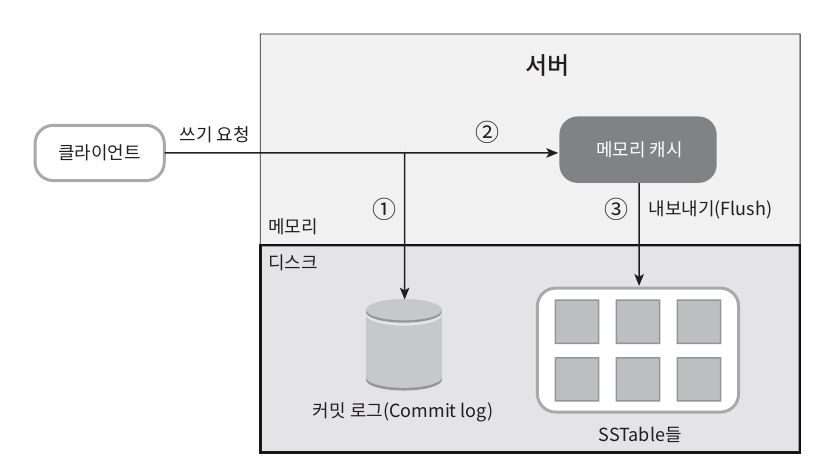 서버
쓰기 요청
②
클라이언트
메모리 캐시
①
③ 내보내기(Flush)
메모리
디스크
커밋 로그(Commit log)
SSTable들